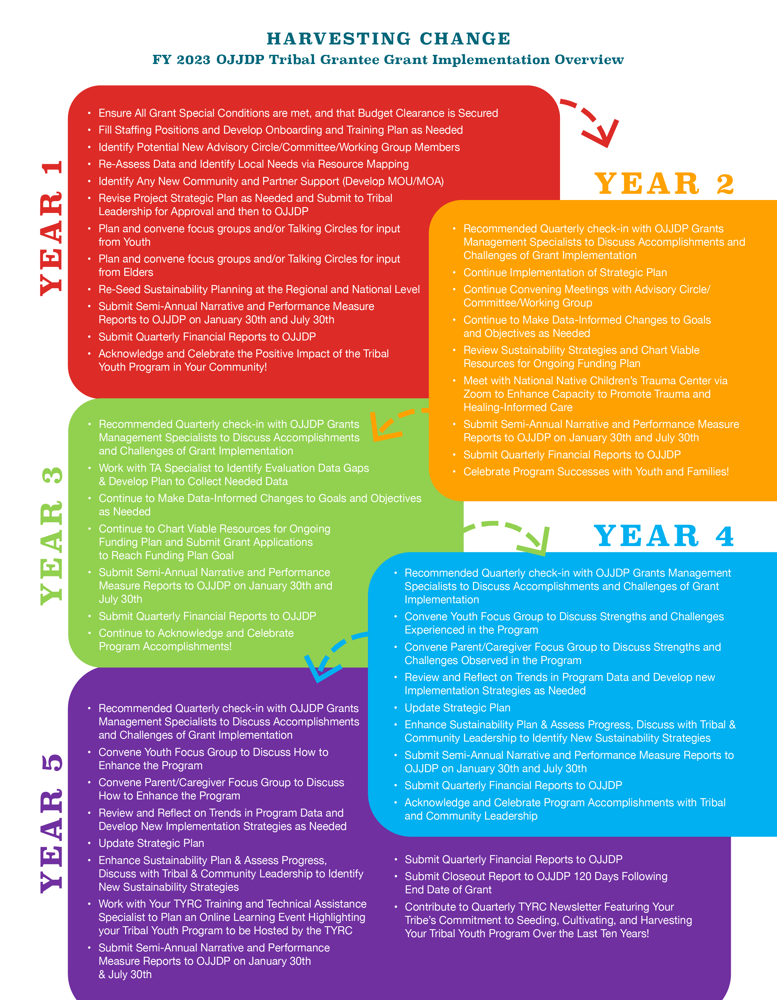 HARVESTING CHANGE
FY 2023 OJJDP Tribal Grantee Grant Implementation Overview
YEAR 1
• Ensure All Grant Special Conditions are met, and that Budget Clearance is Secured
• Fill Staffing Positions and Develop Onboarding and Training Plan as Needed
• Identify Potential New Advisory Circle/Committee/Working Group Members
• Re-Assess Data and Identify Local Needs via Resource Mapping
• Identify Any New Community and Partner Support (Develop MOU/MOA)
• Revise Project Strategic Plan as Needed and Submit to Tribal
Leadership for Approval and then to OJJDP
• Plan and convene focus groups and/or Talking Circles for input
from Youth
• Plan and convene focus groups and/or Talking Circles for input
from Elders
• Re-Seed Sustainability Planning at the Regional and National Level
• Submit Semi-Annual Narrative and Performance Measure
Reports to OJJDP on January 30th and July 30th
• Submit Quarterly Financial Reports to OJJDP
• Acknowledge and Celebrate the Positive Impact of the Tribal
Youth Program in Your Community!
YEAR 2
• Recommended Quarterly check-in with OJJDP Grants
Management Specialists to Discuss Accomplishments and
Challenges of Grant Implementation
• Continue Implementation of Strategic Plan
• Continue Convening Meetings with Advisory Circle/
Committee/Working Group
• Continue to Make Data-Informed Changes to Goals
and Objectives as Needed
• Review Sustainability Strategies and Chart Viable
Resources for Ongoing Funding Plan
• Meet with National Native Children's Trauma Center via
Zoom to Enhance Capacity to Promote Trauma and
Healing-Informed Care
• Submit Semi-Annual Narrative and Performance Measure
Reports to OJJDP on January 30th and July 30th
• Submit Quarterly Financial Reports to OJJDP
• Celebrate Program Successes with Youth and Families!
YEAR 3
• Recommended Quarterly check-in with OJJDP Grants
Management Specialists to Discuss Accomplishments
and Challenges of Grant Implementation
• Work with TA Specialist to Identify Evaluation Data Gaps
& Develop Plan to Collect Needed Data
• Continue to Make Data-Informed Changes to Goals and Objectives
as Needed
• Continue to Chart Viable Resources for Ongoing
Funding Plan and Submit Grant Applications
to Reach Funding Plan Goal
• Submit Semi-Annual Narrative and Performance
Measure Reports to OJJDP on January 30th and
July 30th
• Submit Quarterly Financial Reports to OJJDP
• Continue to Acknowledge and Celebrate
Program Accomplishments!
YEAR 4
• Recommended Quarterly check-in with OJJDP Grants Management
Specialists to Discuss Accomplishments and Challenges of Grant
Implementation
• Convene Youth Focus Group to Discuss Strengths and Challenges
Experienced in the Program
• Convene Parent/Caregiver Focus Group to Discuss Strengths and
Challenges Observed in the Program
• Review and Reflect on Trends in Program Data and Develop new
Implementation Strategies as Needed
• Update Strategic Plan
• Enhance Sustainability Plan & Assess Progress, Discuss with Tribal &
Community Leadership to Identify New Sustainability Strategies
• Submit Semi-Annual Narrative and Performance Measure Reports to
OJJDP on January 30th and July 30th
• Submit Quarterly Financial Reports to OJJDP
• Acknowledge and Celebrate Program Accomplishments with Tribal
and Community Leadership
YEAR 5
• Recommended Quarterly check-in with OJJDP Grants
Management Specialists to Discuss Accomplishments
and Challenges of Grant Implementation
• Convene Youth Focus Group to Discuss How to
Enhance the Program
• Convene Parent/Caregiver Focus Group to Discuss
How to Enhance the Program
• Review and Reflect on Trends in Program Data and
Develop New Implementation Strategies as Needed
• Update Strategic Plan
• Enhance Sustainability Plan & Assess Progress,
Discuss with Tribal & Community Leadership to Identify
New Sustainability Strategies
• Work with Your TYRC Training and Technical Assistance
Specialist to Plan an Online Learning Event Highlighting
your Tribal Youth Program to be Hosted by the TYRC
• Submit Semi-Annual Narrative and Performance
Measure Reports to OJJDP on January 30th
& July 30th
• Submit Quarterly Financial Reports to OJJDP
• Submit Closeout Report to OJJDP 120 Days Following
End Date of Grant
• Contribute to Quarterly TYRC Newsletter Featuring Your
Tribe's Commitment to Seeding, Cultivating, and Harvesting
Your Tribal Youth Program Over the Last Ten Years!